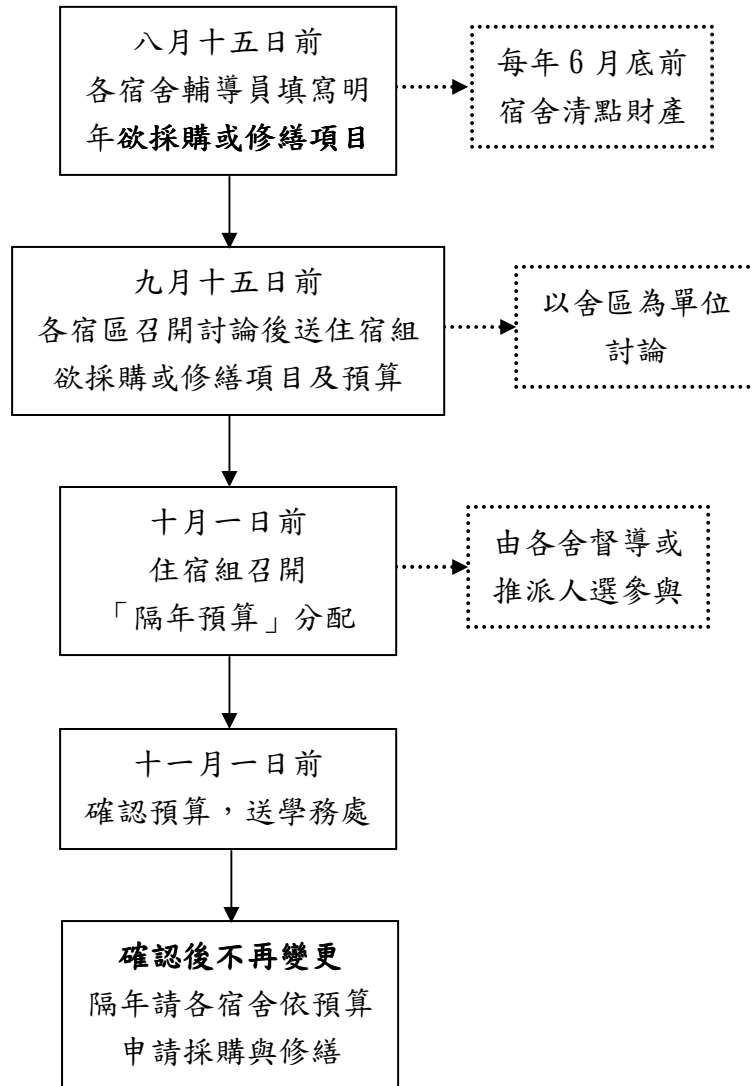 八月十五日前
各宿舍輔導員填寫明
年欲採購或修繕項目
每年 6 月底前
宿舍清點財產
九月十五日前
各宿區召開討論後送住宿組
欲採購或修繕項目及預算
以舍區為單位
討論
十月一日前
住宿組召開
「隔年預算」分配
由各舍督導或
推派人選參與
十一月一日前
確認預算，送學務處
確認後不再變更
隔年請各宿舍依預算
申請採購與修繕